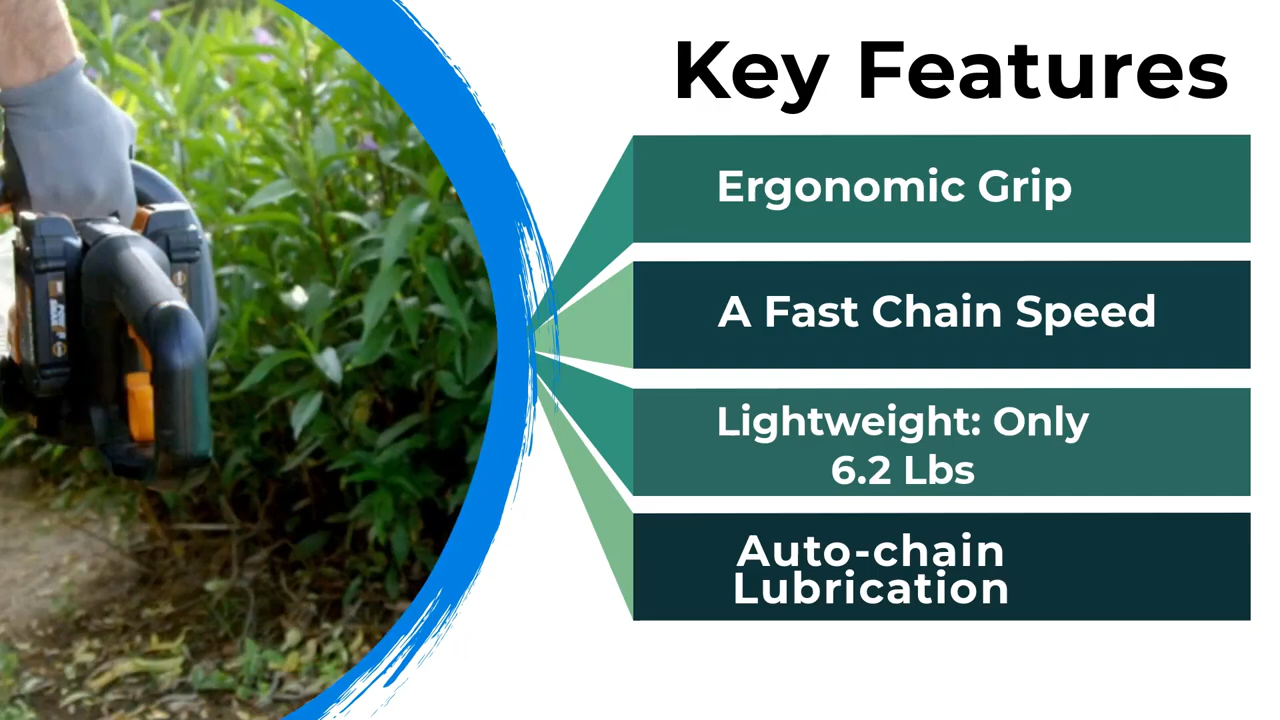 Key Features
Ergonomic Grip
A Fast Chain Speed
Lightweight: Only
6.2 Lbs
Auto-chain
Lubrication